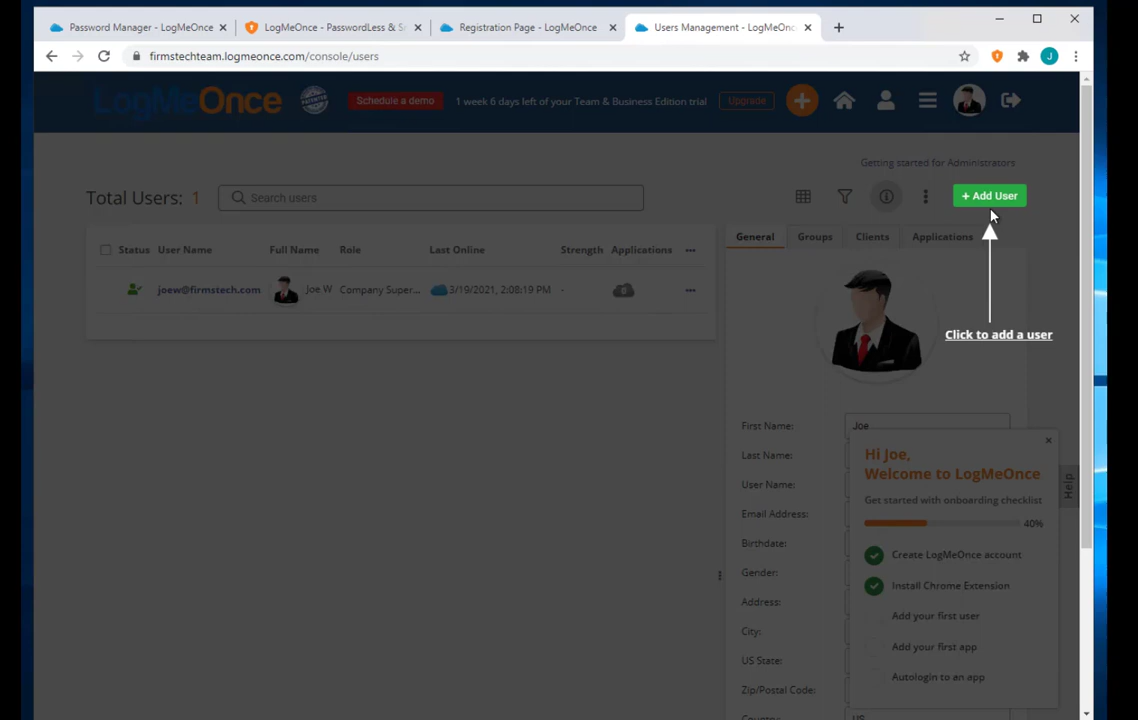 Password Manager - LogMeOnce
LogMeOnce - PasswordLess & S
Registration Page - LogMeOnce
Users Management - LogMeOnc
firmstechteam.logmeonce.com/console/users
J
LogMeOnce
PATENTED
Schedule a demo
1 week 6 days left of your Team & Business Edition trial
Upgrade
Getting started for Administrators
Total Users: 1
Search users
+ Add User
Status User Name Full Name Role Last Online Strength Applications
joew@firmstech.com Joe W Company Super... 3/19/2021, 2:08:19 PM - 0
General Groups Clients Applications
Click to add a user
First Name: Joe
Last Name:
User Name:
Email Address:
Birthdate:
Gender:
Address:
City:
US State:
Zip/Postal Code:
Country: US
Hi Joe,
Welcome to LogMeOnce
Get started with onboarding checklist
40%
Create LogMeOnce account
Install Chrome Extension
Add your first user
Add your first app
Autologin to an app
Help